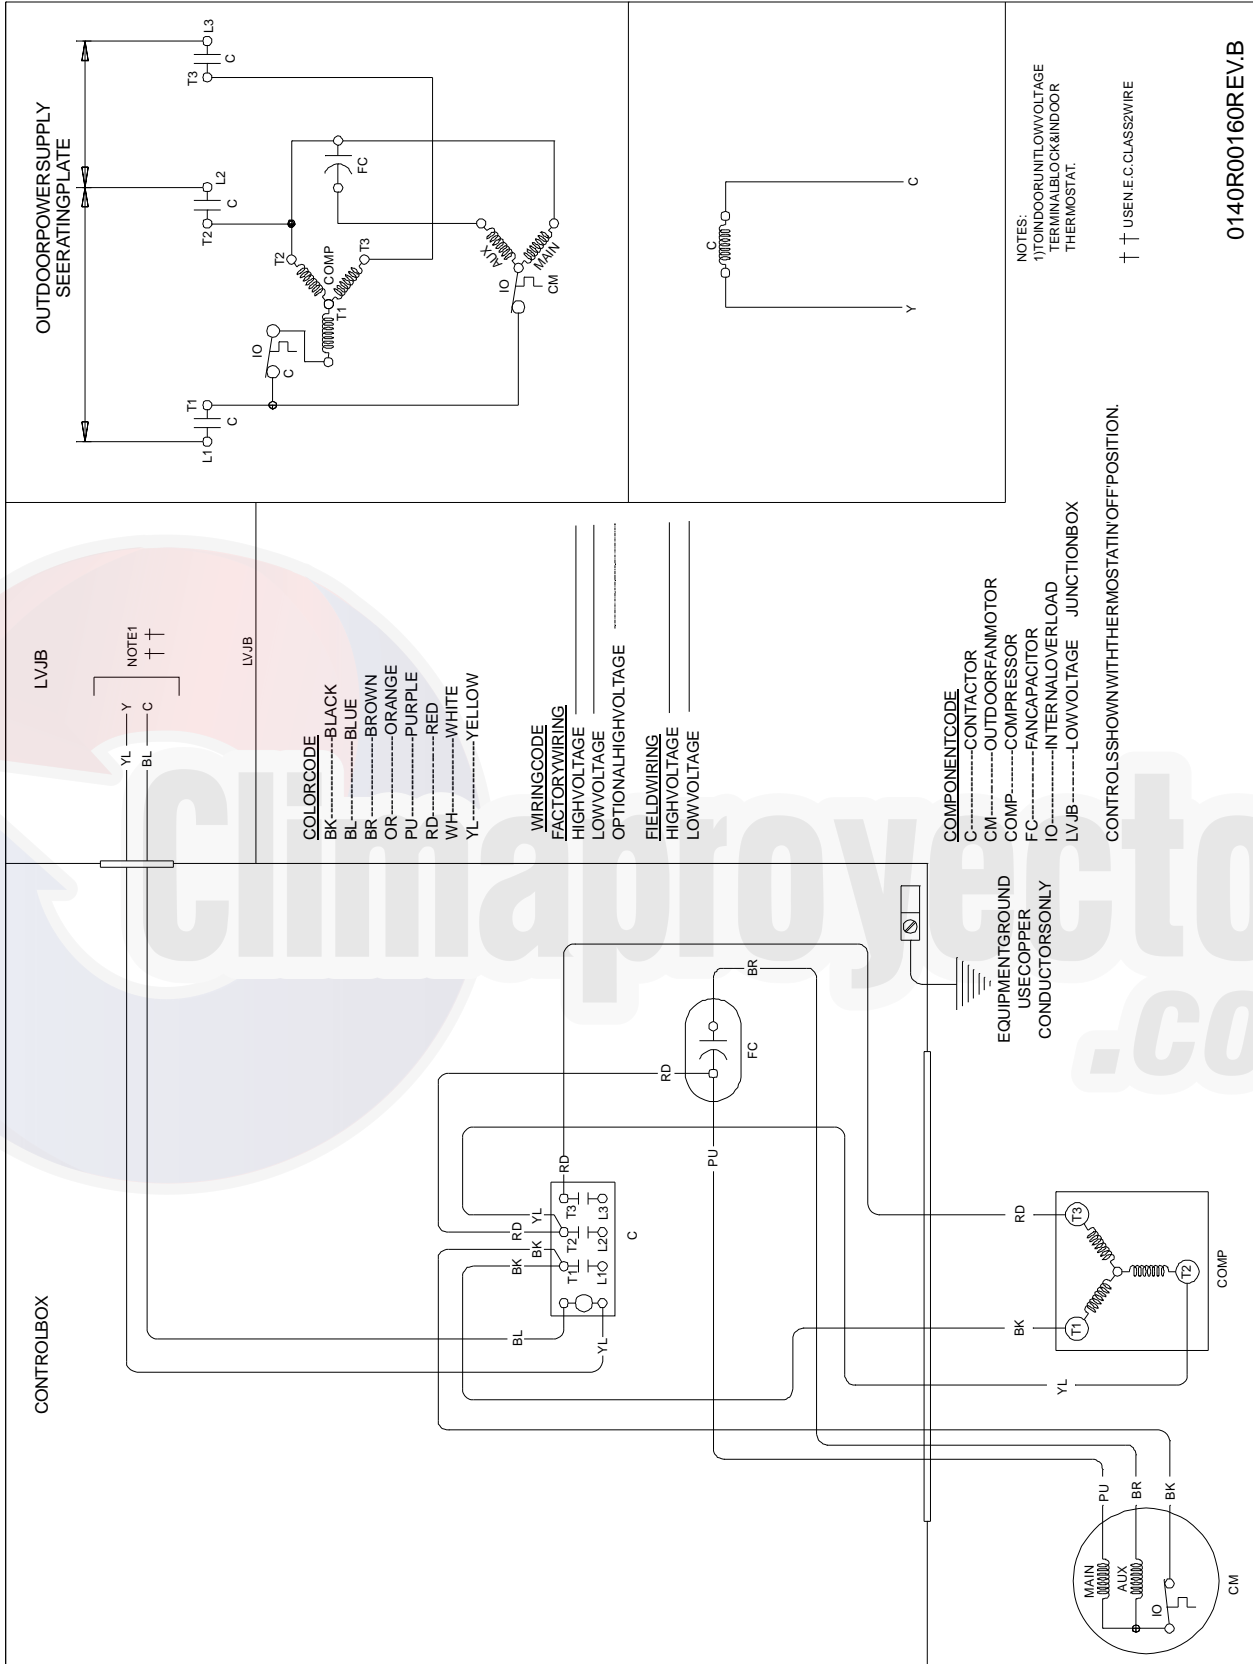 CONTROLBOX
LVJB
Y
C
YL
BL
NOTE1
††
LVJB
BL
YL
BK
BK
RD
YL
RD
T1
T2
T3
L1
L2
L3
C
RD
FC
BR
PU
BK
YL
RD
T1
T2
T3
COMP
PU
BR
BK
MAIN
AUX
IO
CM
EQUIPMENTGROUND
USECOPPER
CONDUCTORSONLY
COLORCODE
BK----------BLACK
BL----------BLUE
BR----------BROWN
OR----------ORANGE
PU----------PURPLE
RD----------RED
WH----------WHITE
YL----------YELLOW
WIRINGCODE
FACTORYWIRING
HIGHVOLTAGE
LOWVOLTAGE
OPTIONALHIGHVOLTAGE
FIELDWIRING
HIGHVOLTAGE
LOWVOLTAGE
COMPONENTCODE
C----------CONTACTOR
CM----------OUTDOORFANMOTOR
COMP----------COMPRESSOR
FC----------FANCAPACITOR
IO----------INTERNALOVERLOAD
LVJB----------LOWVOLTAGE JUNCTIONBOX
CONTROLSSHOWNWITHTHERMOSTATIN'OFF'POSITION.
OUTDOORPOWERSUPPLY
SEERATINGPLATE
L1
T1
C
T2
L2
C
T3
L3
C
IO
C
T1
T2
T3
COMP
FC
AUX
MAIN
IO
CM
C
Y
C
NOTES:
1)TOINDOORUNITLOWVOLTAGE
TERMINALBLOCK&INDOOR
THERMOSTAT.
†† USEN.E.C.CLASS2WIRE
0140R00160REV.B
Climaproyecto
.co